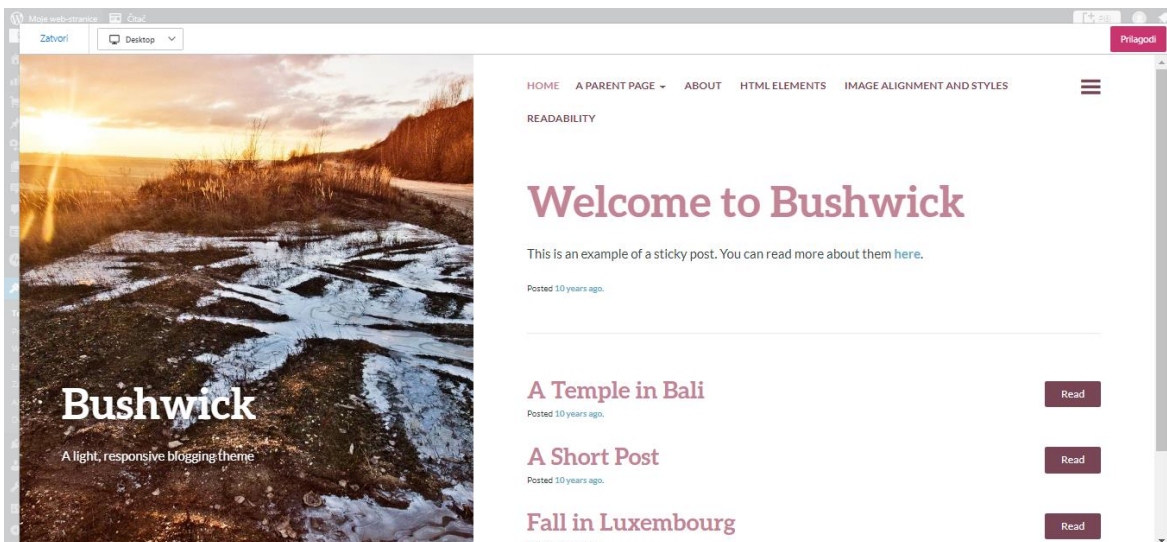 Moje web-stranice Čitač
Zatvori Desktop Prilagodi
HOME A PARENT PAGE ABOUT HTML ELEMENTS IMAGE ALIGNMENT AND STYLES
READABILITY
Welcome to Bushwick
This is an example of a sticky post. You can read more about them here.
Posted 10 years ago.
Bushwick
A light, responsive blogging theme
A Temple in Bali Read
Posted 10 years ago.
A Short Post Read
Posted 10 years ago.
Fall in Luxembourg Read